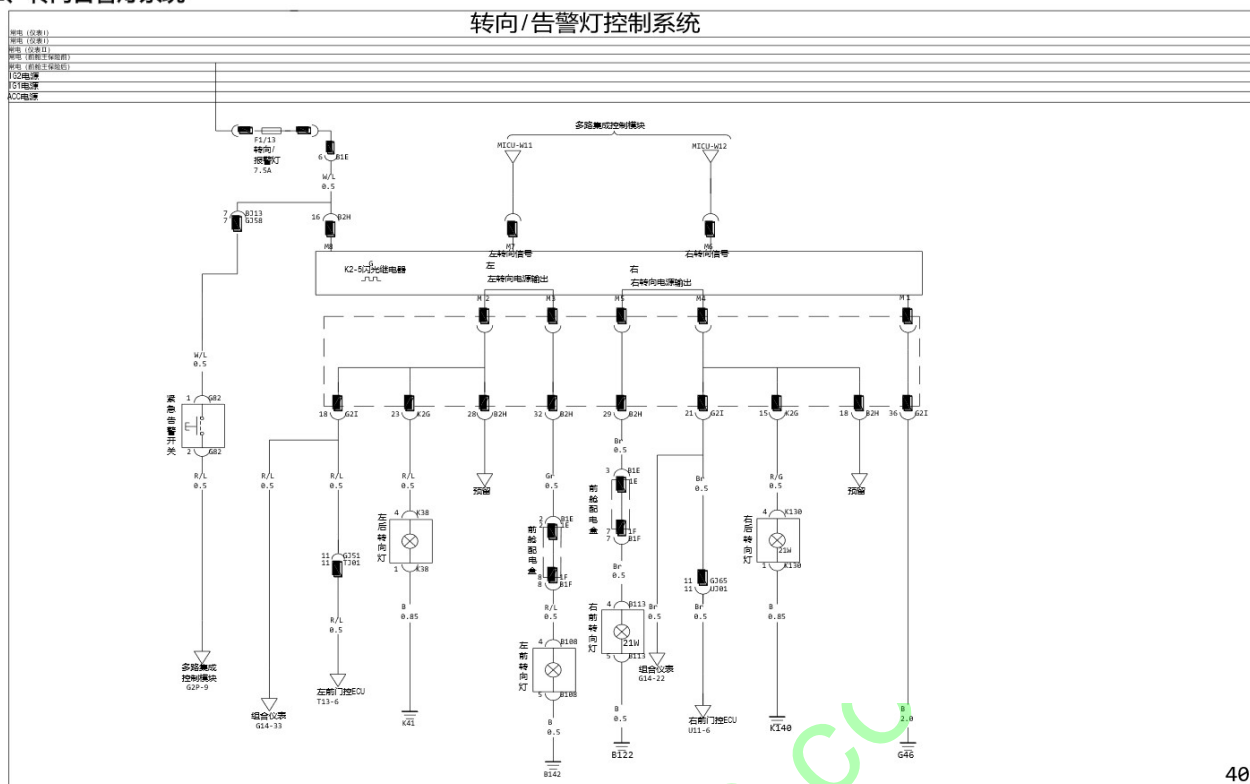 转向/告警灯控制系统
常电（仪表I）
常电（仪表I）
常电（仪表II）
常电（前舱主保险前）
常电（前舱主保险后）
IG2电源
IG1电源
ACC电源
多路集成控制模块
F1/13
转向/
报警灯
7.5A
6 B1E
MICU-W11
MICU-W12
W/L
0.5
7 BJ13
7 GJ58
16 B2H
M8
M7
M6
左转向信号
右转向信号
G
K2-5闪光继电器
左
右
左转向电源输出
右转向电源输出
M2
M3
M5
M4
M1
W/L
0.5
紧急告警开关
1 G82
2 G82
18 G2I
23 K2G
28 B2H
32 B2H
29 B2H
21 G2I
15 K2G
18 B2H
36 G2I
R/L
0.5
R/L
0.5
R/L
0.5
R/L
0.5
预留
Gr
0.5
Br
0.5
3 B1E
1E
前舱配电盒
7 1F
7 B1F
Br
0.5
Br
0.5
R/G
0.5
预留
左后转向灯
4 K38
1 K38
前舱配电盒
2 B1E
2 1E
8 1F
8 B1F
右后转向灯
4 K130
21W
1 K130
11 GJ51
11 TJ01
11 GJ65
11 UJ01
R/L
0.5
B
0.85
R/L
0.5
右前转向灯
4 B113
21W
5 B113
Br
0.5
Br
0.5
Br
0.5
B
0.85
左前转向灯
4 B108
5 B108
多路集成
控制模块
G2P-9
组合仪表
G14-33
左前门控ECU
T13-6
K41
B
0.5
B142
B
0.5
B122
组合仪表
G14-22
右前门控ECU
U11-6
K140
B
2.0
G46
40